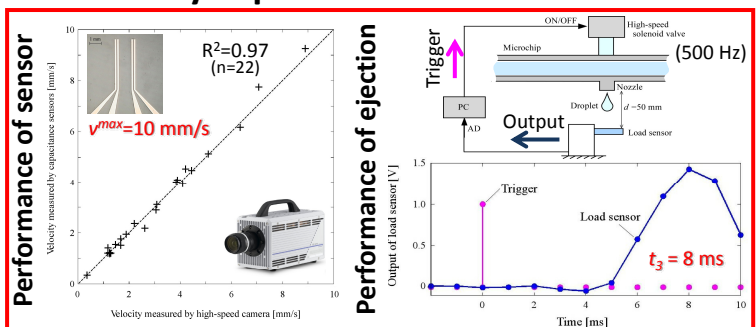 Performance of sensor
1 mm
R²=0.97
(n=22)
v^max=10 mm/s
Velocity measured by capacitance sensors [mm/s]
10
8
6
4
2
0
0
2
4
6
8
10
Velocity measured by high-speed camera [mm/s]
Performance of ejection
Trigger
ON/OFF
High-speed
solenoid valve
Microchip
(500 Hz)
Nozzle
PC
Droplet
d =50 mm
AD
Output
Load sensor
Output of load sensor [V]
1.5
1.0
0.5
0.0
Trigger
Load sensor
t₃ = 8 ms
0
2
4
6
8
10
Time [ms]